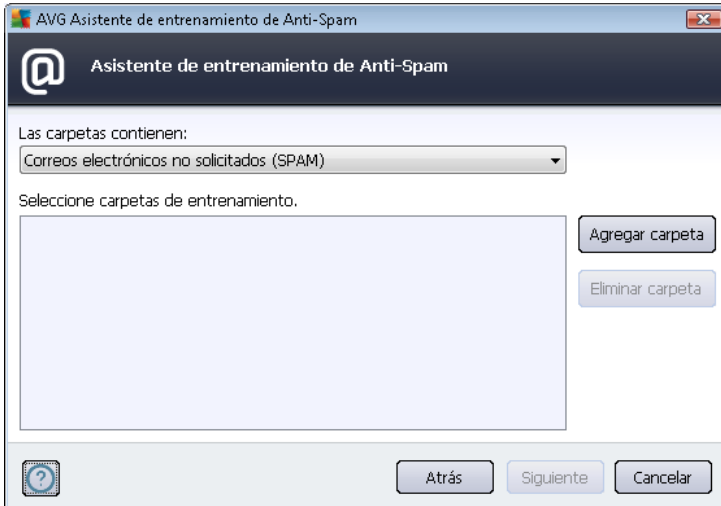 AVG Asistente de entrenamiento de Anti-Spam
@ Asistente de entrenamiento de Anti-Spam
Las carpetas contienen:
Correos electrónicos no solicitados (SPAM)
Seleccione carpetas de entrenamiento.
Agregar carpeta
Eliminar carpeta
? Atrás Siguiente Cancelar